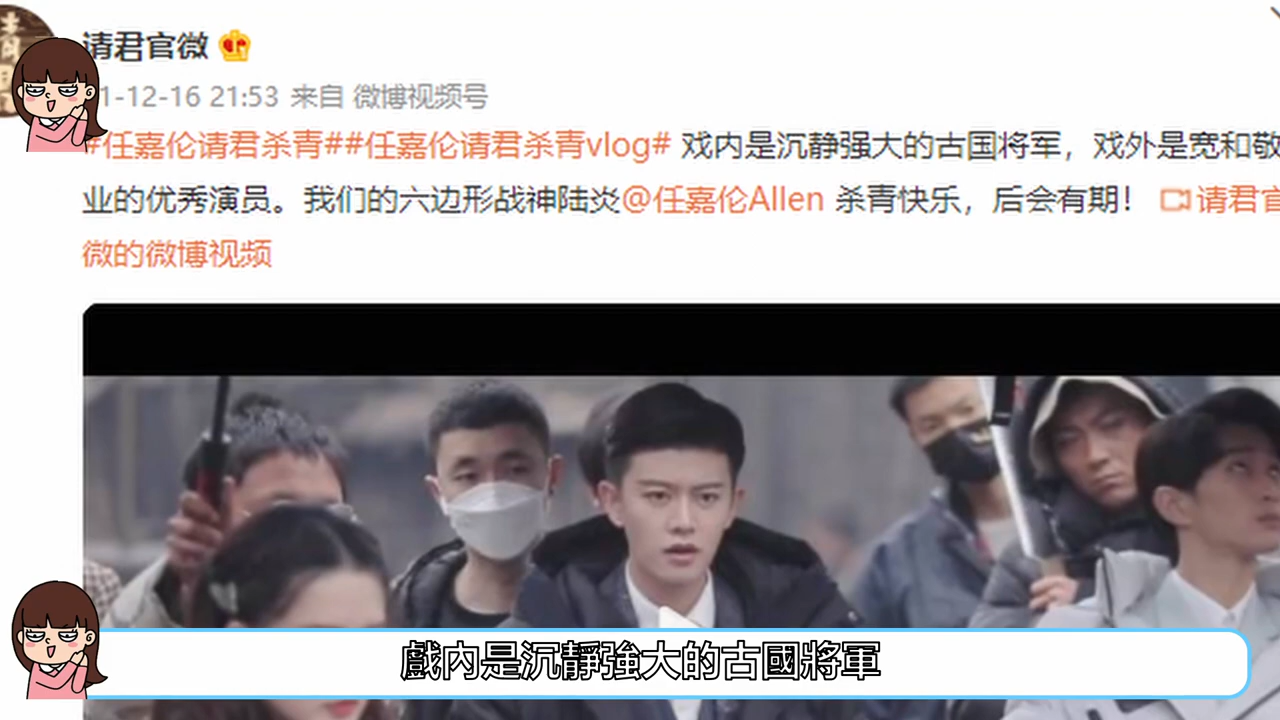 请君官微
1-12-16 21:53 来自 微博视频号
#任嘉伦请君杀青##任嘉伦请君杀青vlog# 戏内是沉静强大的古国将军，戏外是宽和敬
业的优秀演员。我们的六边形战神陆炎@任嘉伦Allen 杀青快乐，后会有期！ 请君官
微的微博视频
戲內是沉靜強大的古國將軍